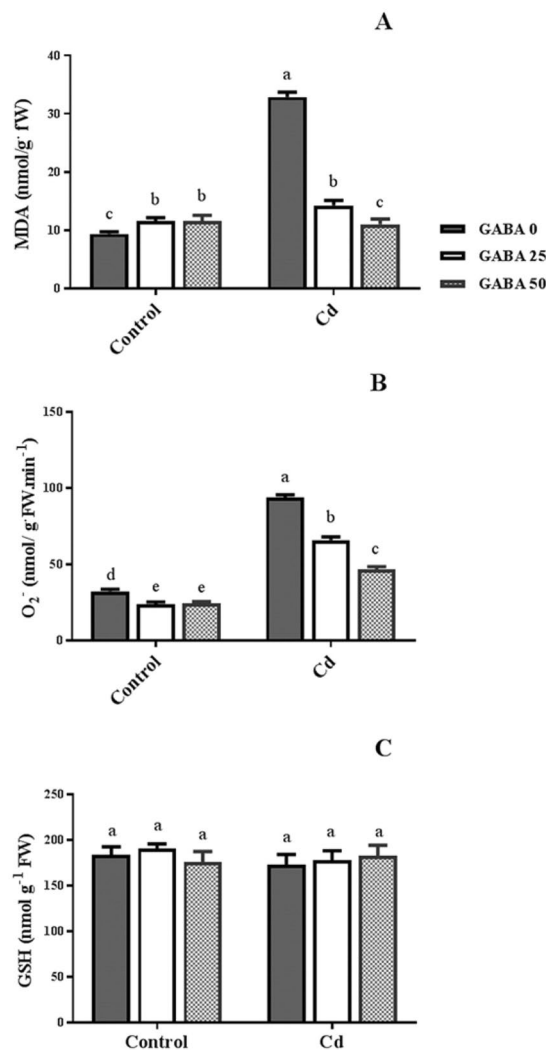 A
MDA (nmol/g· fW)
40
30
20
10
0
c
b
b
a
b
c
Control
Cd
GABA 0
GABA 25
GABA 50
B
O₂⁻ (nmol/ g·FW.min⁻¹)
150
100
50
0
d
e
e
a
b
c
Control
Cd
C
GSH (nmol g⁻¹ FW)
250
200
150
100
50
0
a
a
a
a
a
a
Control
Cd